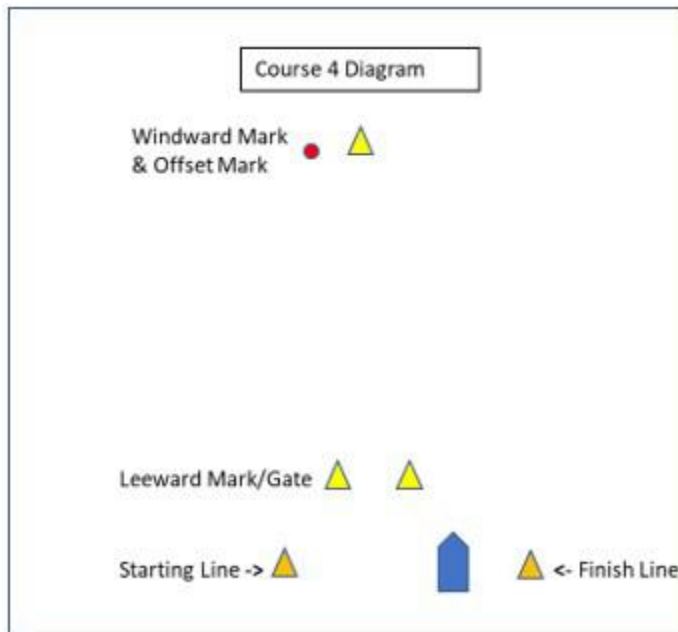 Course 4 Diagram
Windward Mark
& Offset Mark
Leeward Mark/Gate
Starting Line ->
<- Finish Line